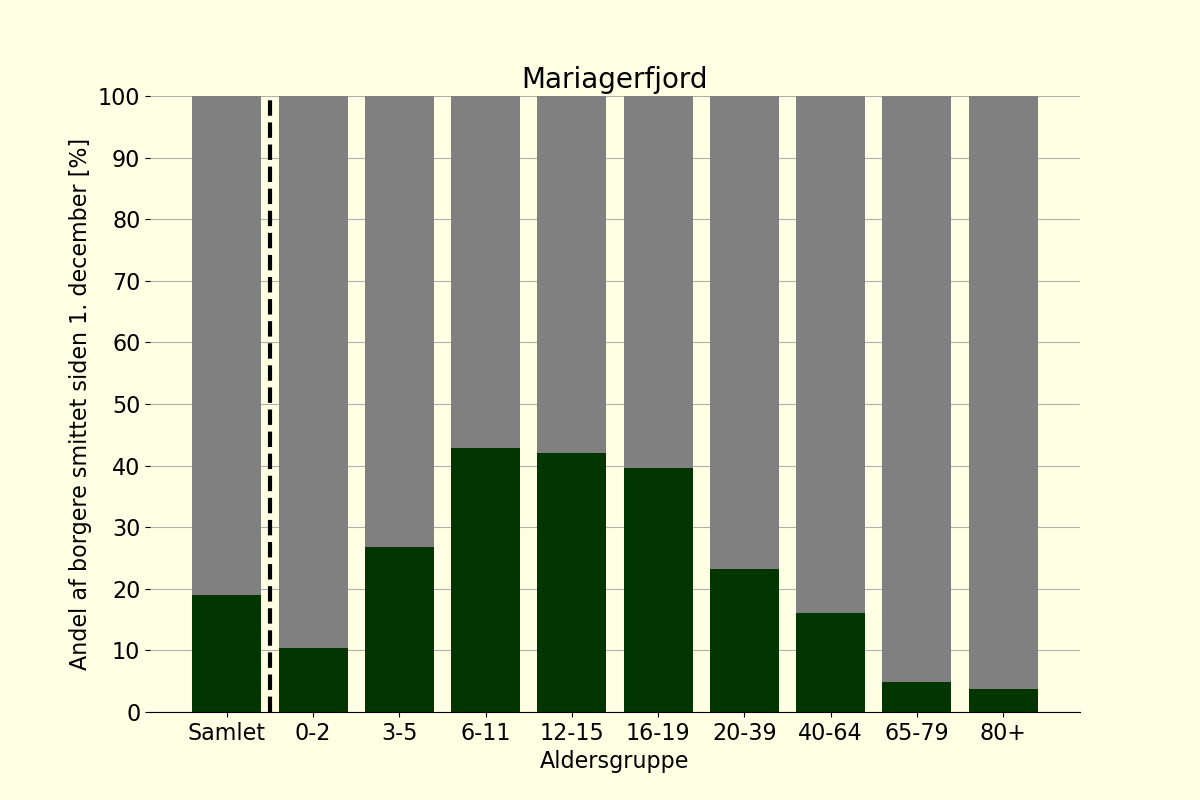 Mariagerfjord
Andel af borgere smittet siden 1. december [%]
100
90
80
70
60
50
40
30
20
10
0
Samlet 0-2 3-5 6-11 12-15 16-19 20-39 40-64 65-79 80+
Aldersgruppe